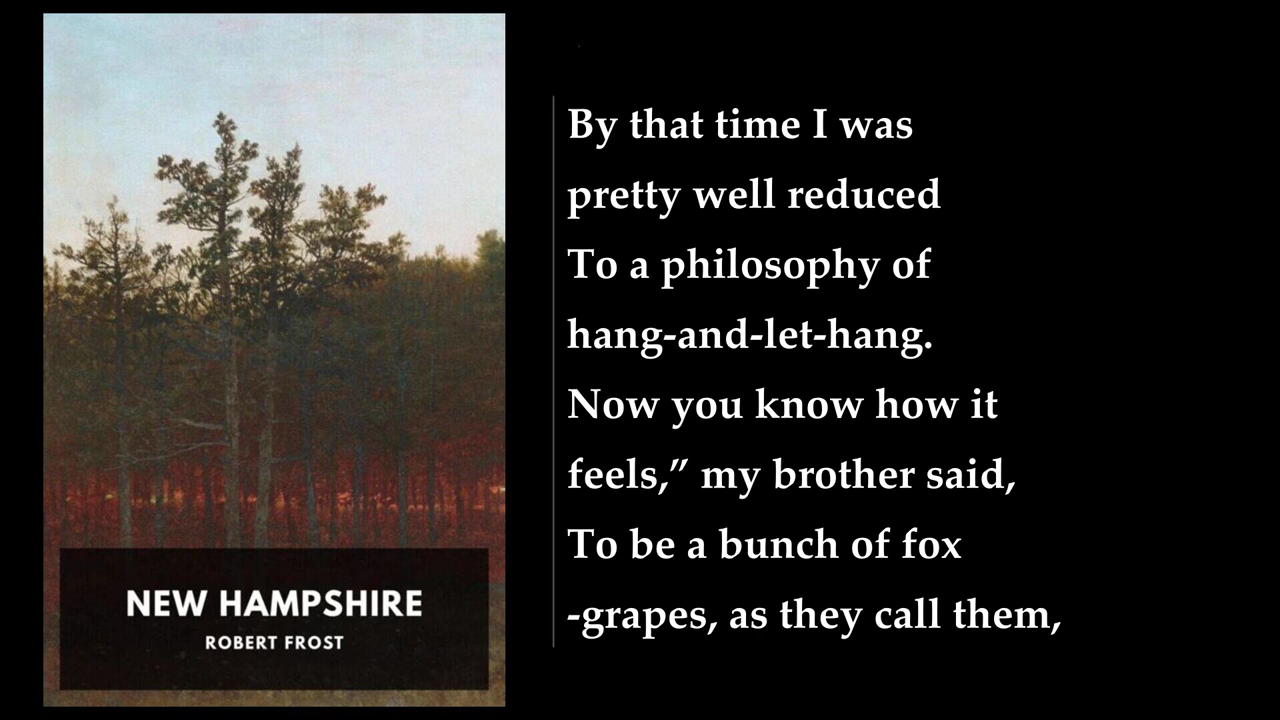 NEW HAMPSHIRE
ROBERT FROST
By that time I was
pretty well reduced
To a philosophy of
hang-and-let-hang.
Now you know how it
feels,” my brother said,
To be a bunch of fox
-grapes, as they call them,